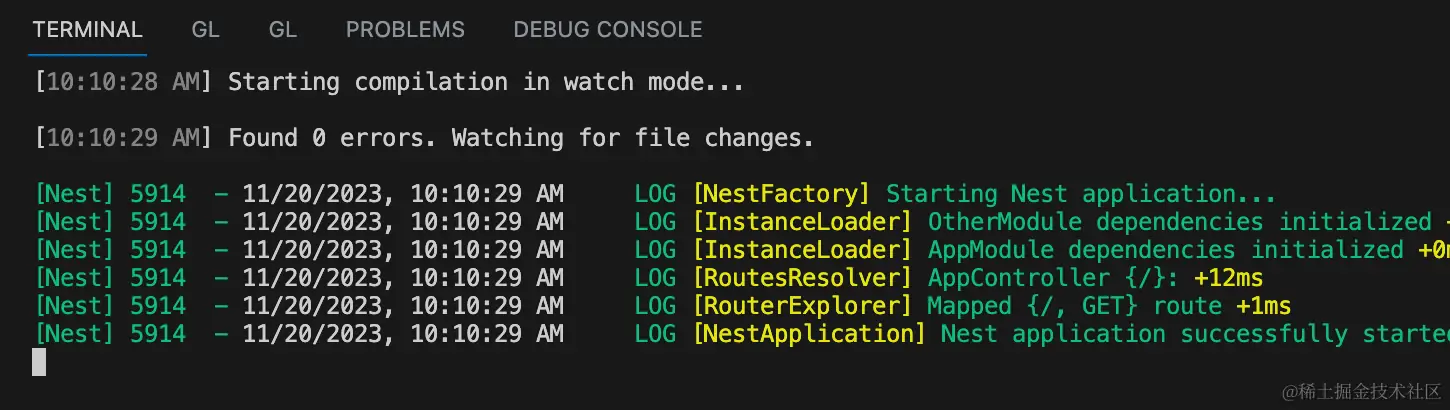 TERMINAL GL GL PROBLEMS DEBUG CONSOLE
[10:10:28 AM] Starting compilation in watch mode...
[10:10:29 AM] Found 0 errors. Watching for file changes.
[Nest] 5914  - 11/20/2023, 10:10:29 AM     LOG [NestFactory] Starting Nest application...
[Nest] 5914  - 11/20/2023, 10:10:29 AM     LOG [InstanceLoader] OtherModule dependencies initialized
[Nest] 5914  - 11/20/2023, 10:10:29 AM     LOG [InstanceLoader] AppModule dependencies initialized +0m
[Nest] 5914  - 11/20/2023, 10:10:29 AM     LOG [RoutesResolver] AppController {/}: +12ms
[Nest] 5914  - 11/20/2023, 10:10:29 AM     LOG [RouterExplorer] Mapped {/, GET} route +1ms
[Nest] 5914  - 11/20/2023, 10:10:29 AM     LOG [NestApplication] Nest application successfully started
@稀土掘金技术社区